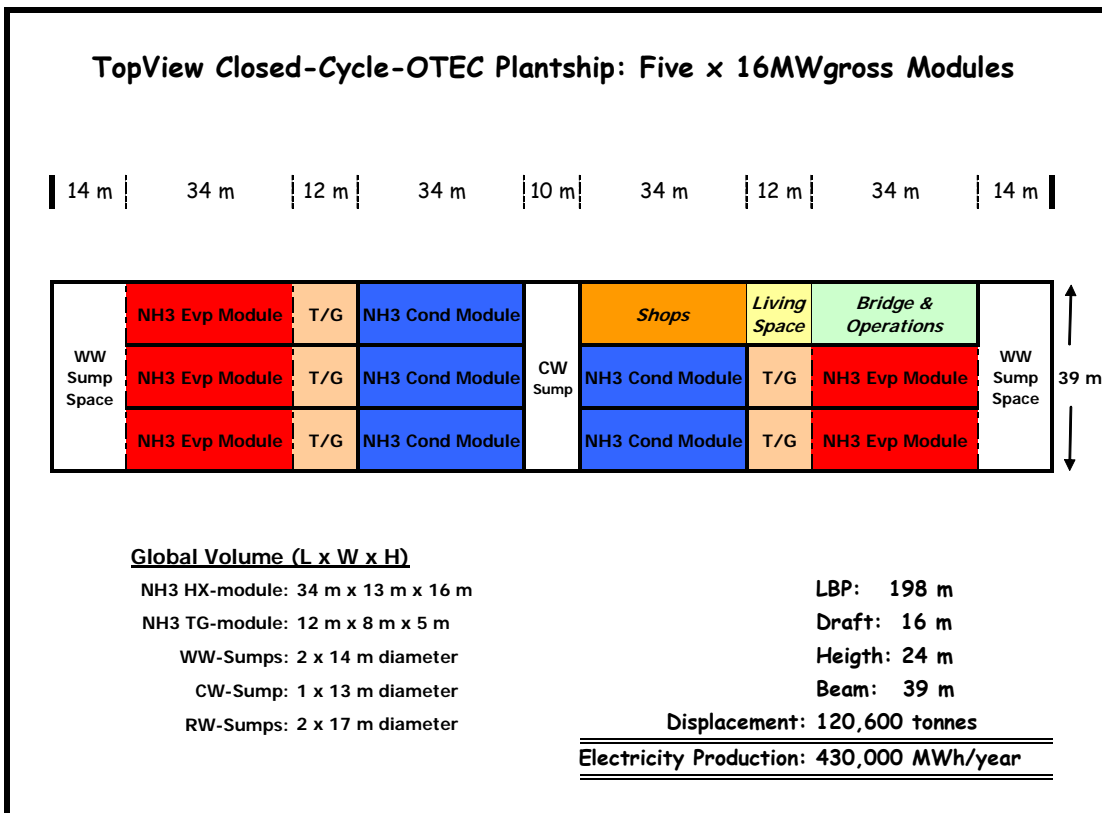 TopView Closed-Cycle-OTEC Plantship: Five x 16MWgross Modules
14 m 34 m 12 m 34 m 10 m 34 m 12 m 34 m 14 m
NH3 Evp Module T/G NH3 Cond Module Shops Living Space Bridge & Operations
WW Sump Space NH3 Evp Module T/G NH3 Cond Module CW Sump NH3 Cond Module T/G NH3 Evp Module WW Sump Space 39 m
NH3 Evp Module T/G NH3 Cond Module NH3 Cond Module T/G NH3 Evp Module
Global Volume (L x W x H)
NH3 HX-module: 34 m x 13 m x 16 m
NH3 TG-module: 12 m x 8 m x 5 m
WW-Sumps: 2 x 14 m diameter
CW-Sump: 1 x 13 m diameter
RW-Sumps: 2 x 17 m diameter
LBP: 198 m
Draft: 16 m
Heigth: 24 m
Beam: 39 m
Displacement: 120,600 tonnes
Electricity Production: 430,000 MWh/year